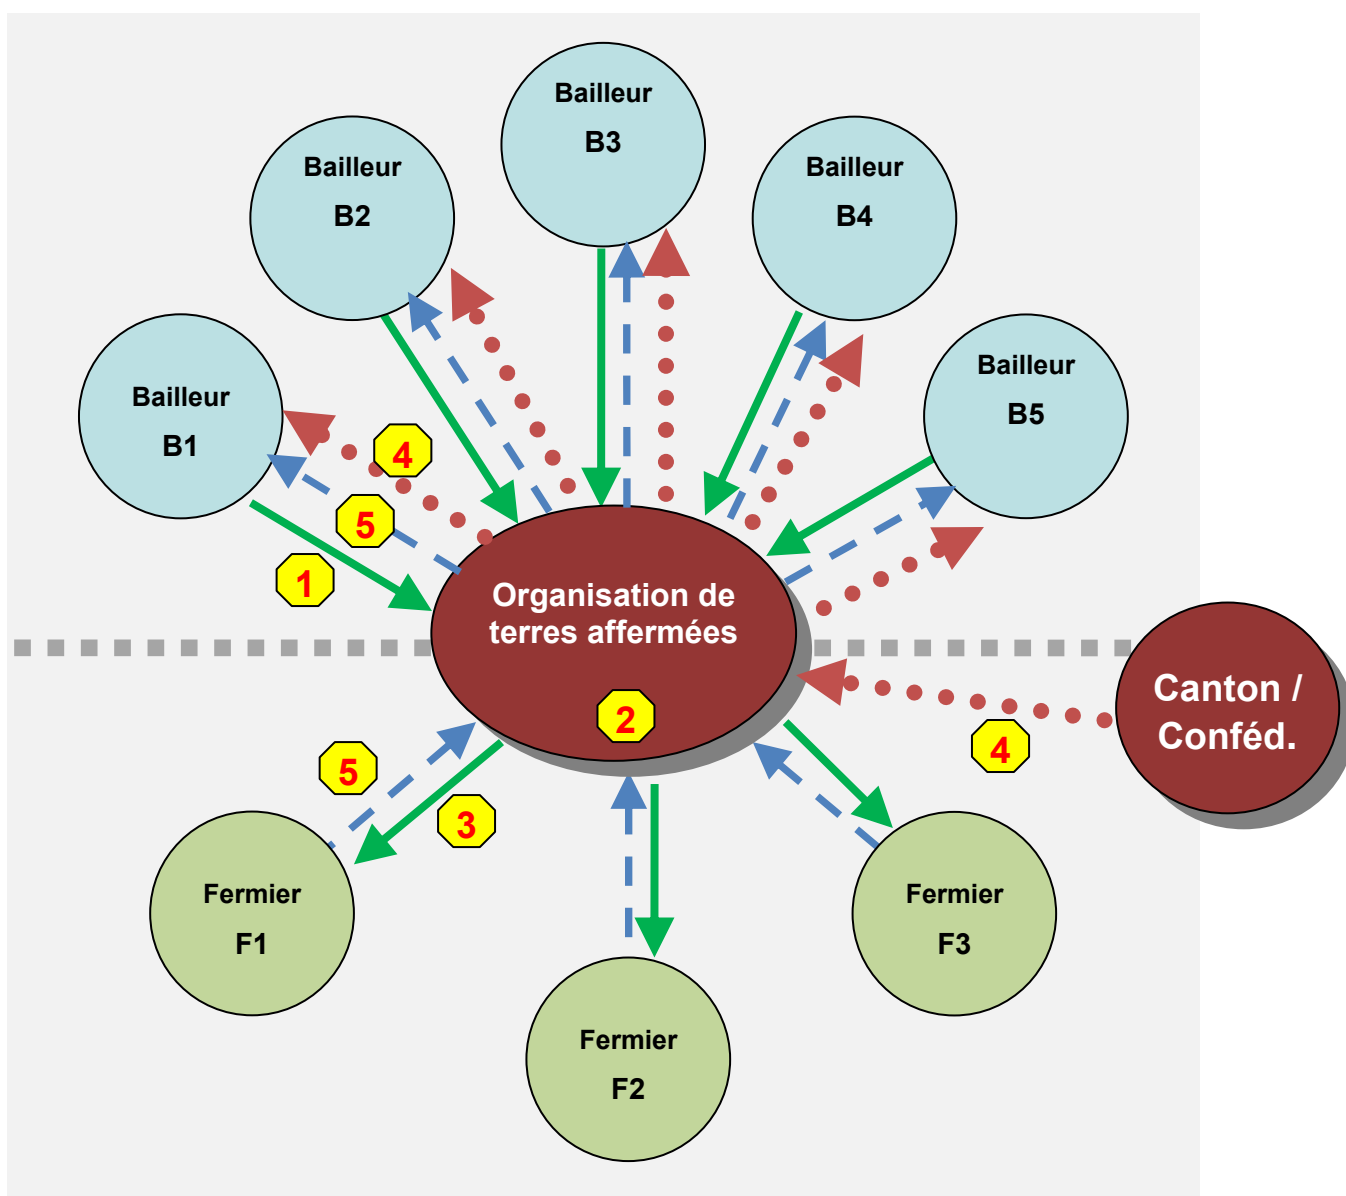 Bailleur
B3
Bailleur
B2
Bailleur
B4
Bailleur
B1
Bailleur
B5
4
5
1
Organisation de
terres affermées
2
Canton /
Conféd.
4
5
3
Fermier
F1
Fermier
F3
Fermier
F2